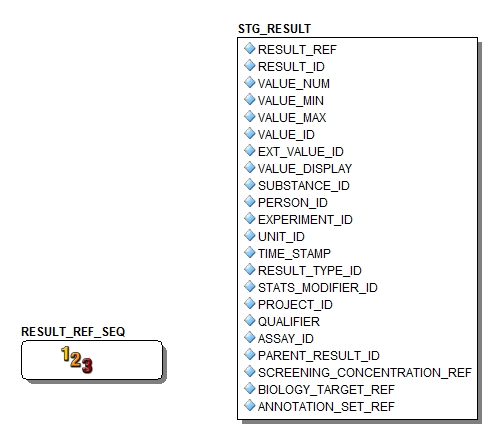 STG_RESULT
RESULT_REF
RESULT_ID
VALUE_NUM
VALUE_MIN
VALUE_MAX
VALUE_ID
EXT_VALUE_ID
VALUE_DISPLAY
SUBSTANCE_ID
PERSON_ID
EXPERIMENT_ID
UNIT_ID
TIME_STAMP
RESULT_TYPE_ID
STATS_MODIFIER_ID
PROJECT_ID
QUALIFIER
ASSAY_ID
PARENT_RESULT_ID
SCREENING_CONCENTRATION_REF
BIOLOGY_TARGET_REF
ANNOTATION_SET_REF
RESULT_REF_SEQ
123